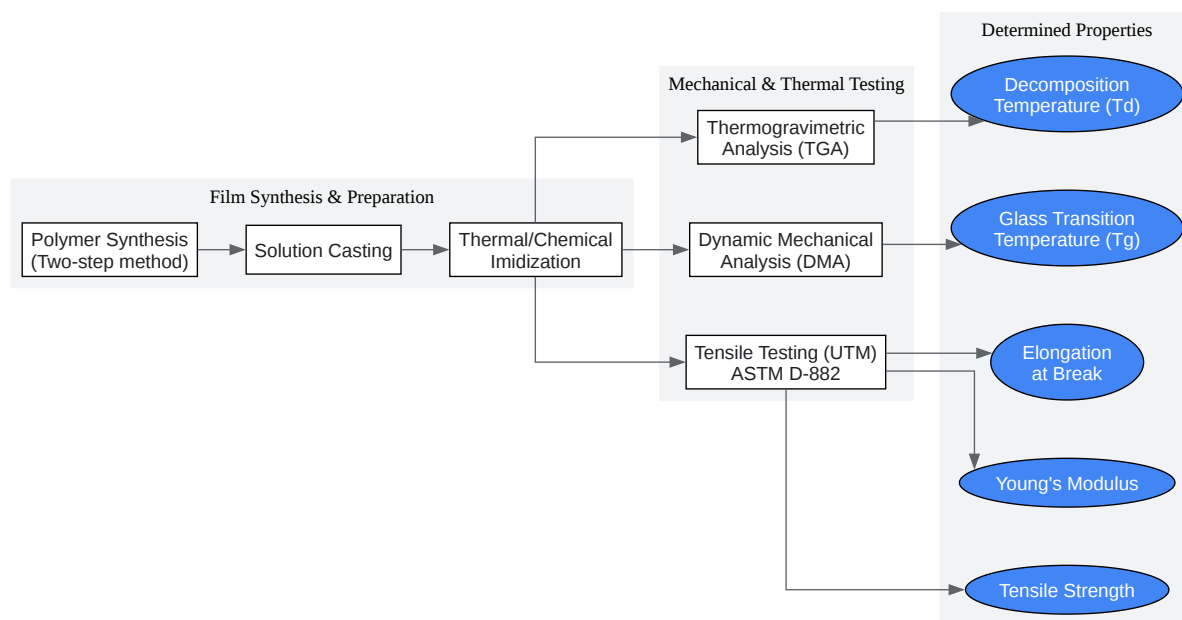 Film Synthesis & Preparation
Polymer Synthesis
(Two-step method)
Solution Casting
Thermal/Chemical
Imidization
Mechanical & Thermal Testing
Thermogravimetric
Analysis (TGA)
Dynamic Mechanical
Analysis (DMA)
Tensile Testing (UTM)
ASTM D-882
Determined Properties
Decomposition
Temperature (Td)
Glass Transition
Temperature (Tg)
Elongation
at Break
Young's Modulus
Tensile Strength